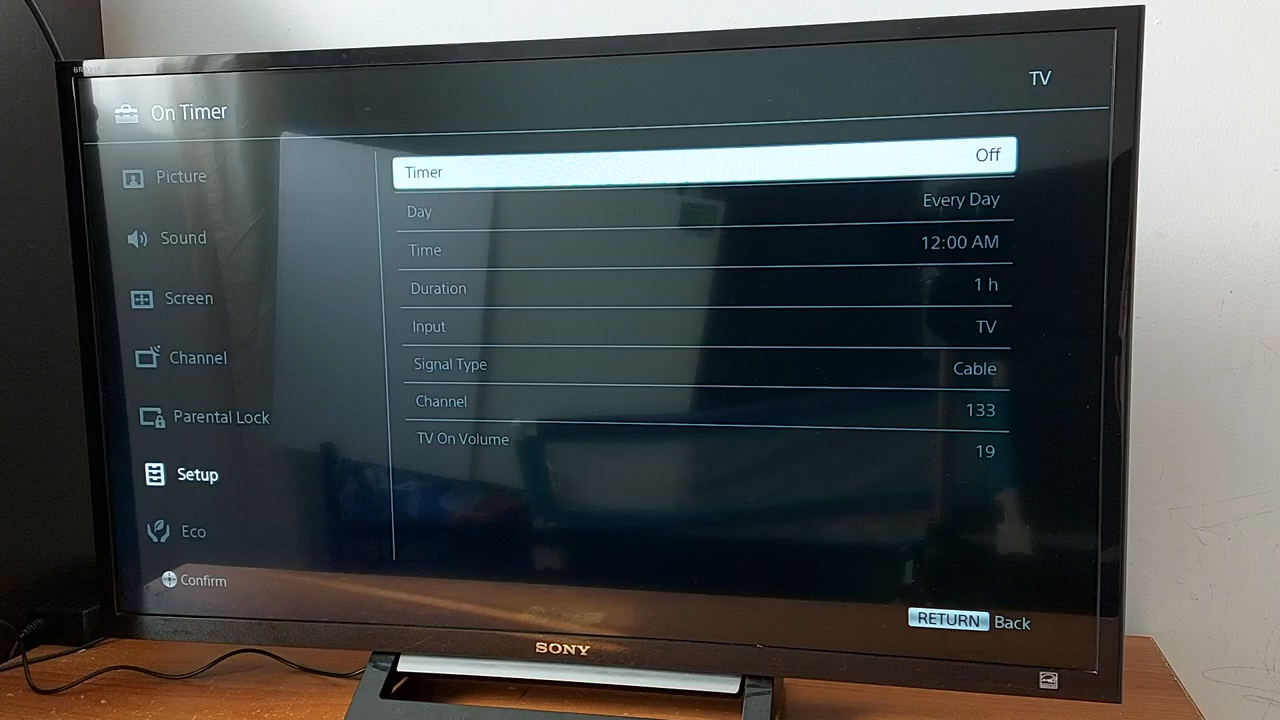 BRAVIA
On Timer
TV
Picture
Sound
Screen
Channel
Parental Lock
Setup
Eco
Confirm
Timer Off
Day Every Day
Time 12:00 AM
Duration 1 h
Input TV
Signal Type Cable
Channel 133
TV On Volume 19
RETURN Back
SONY